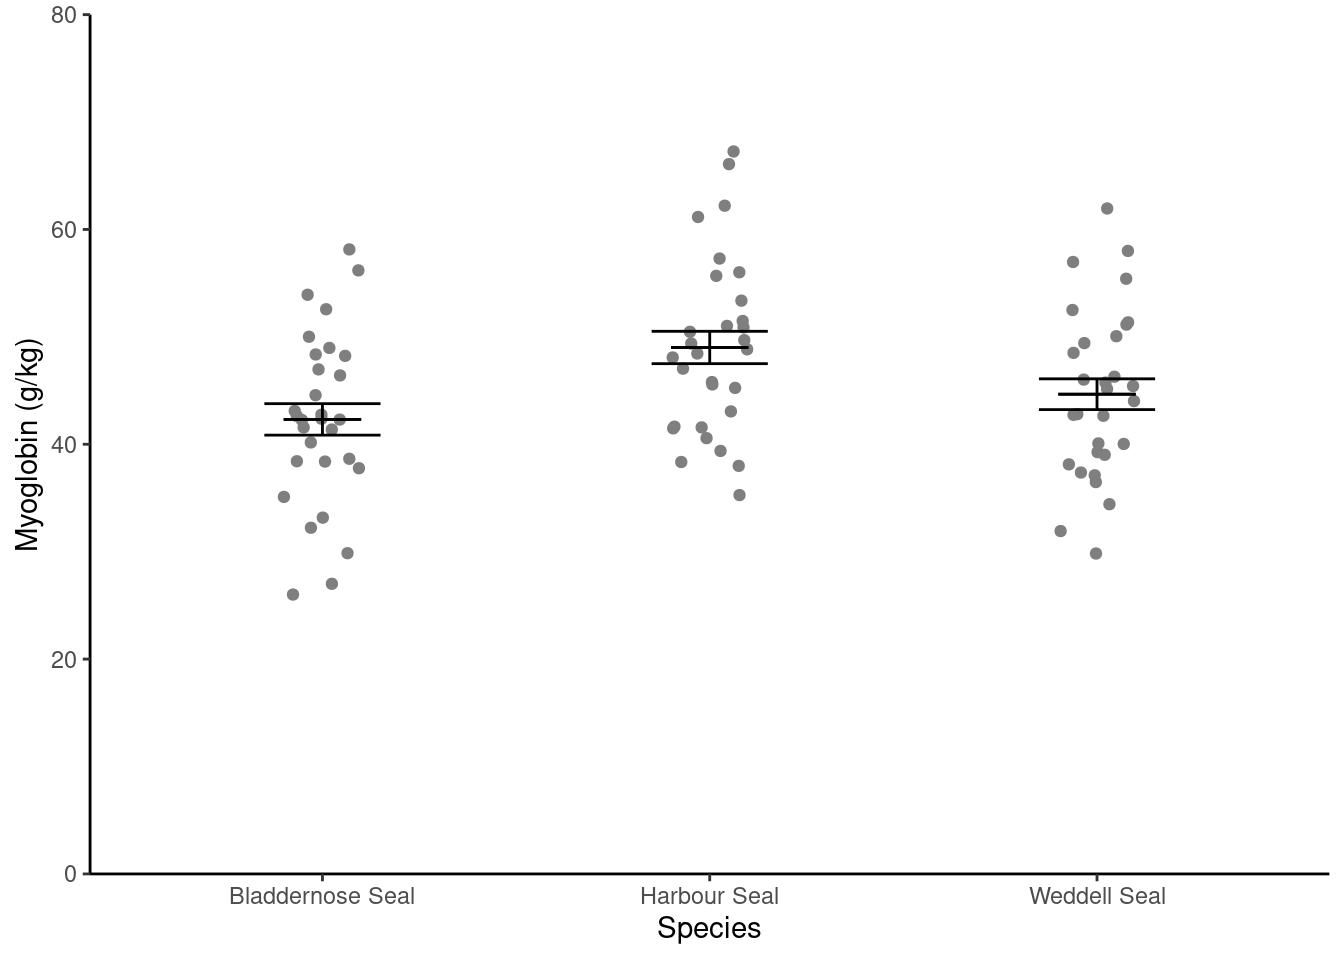 80
60
40
20
0
Myoglobin (g/kg)
Bladdernose Seal
Harbour Seal
Weddell Seal
Species